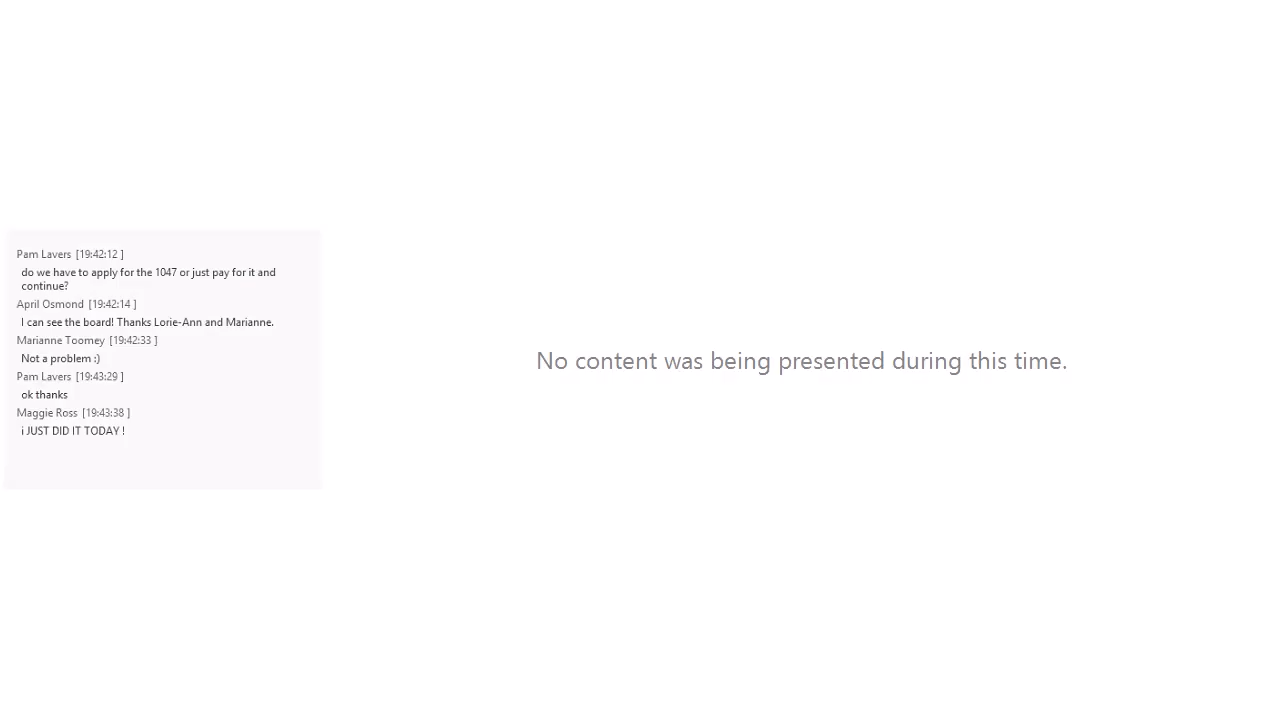 Pam Lavers [19:42:12 ]
do we have to apply for the 1047 or just pay for it and
continue?
April Osmond [19:42:14 ]
I can see the board! Thanks Lorie-Ann and Marianne.
Marianne Toomey [19:42:33 ]
Not a problem :)
Pam Lavers [19:43:29 ]
ok thanks
Maggie Ross [19:43:38 ]
i JUST DID IT TODAY !
No content was being presented during this time.